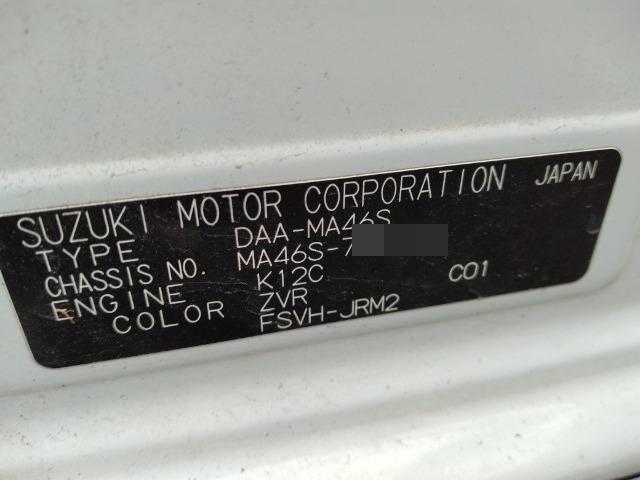 SUZUKI MOTOR CORPORATION JAPAN
TYPE DAA-MA46S
CHASSIS NO. MA46S-7
ENGINE K12C C01
COLOR ZVR
FSVH-JRM2